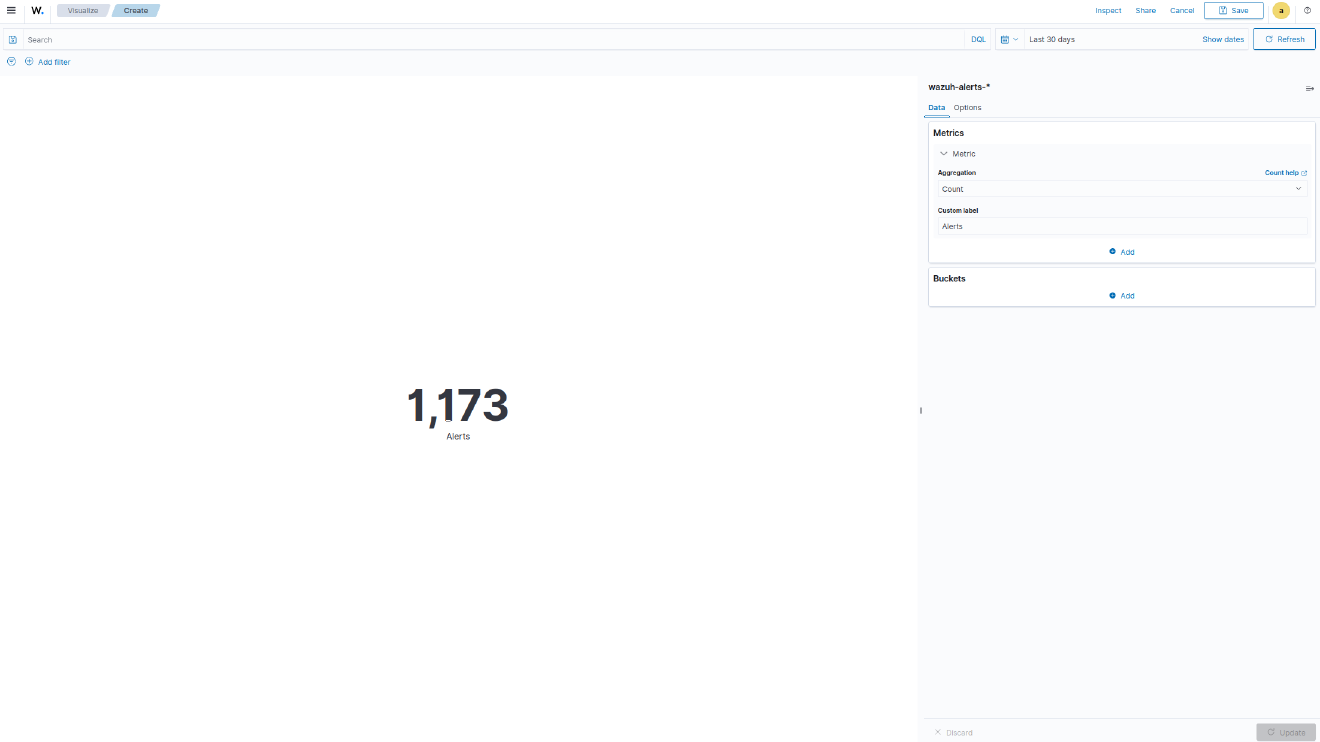 W. Visualize Create Inspect Share Cancel Save a
Search DQL Last 30 days Show dates Refresh
Add filter
wazuh-alerts-*
Data Options
Metrics
Metric
Aggregation Count help
Count
Custom label
Alerts
Add
Buckets
Add
1,173
Alerts
Discard Update